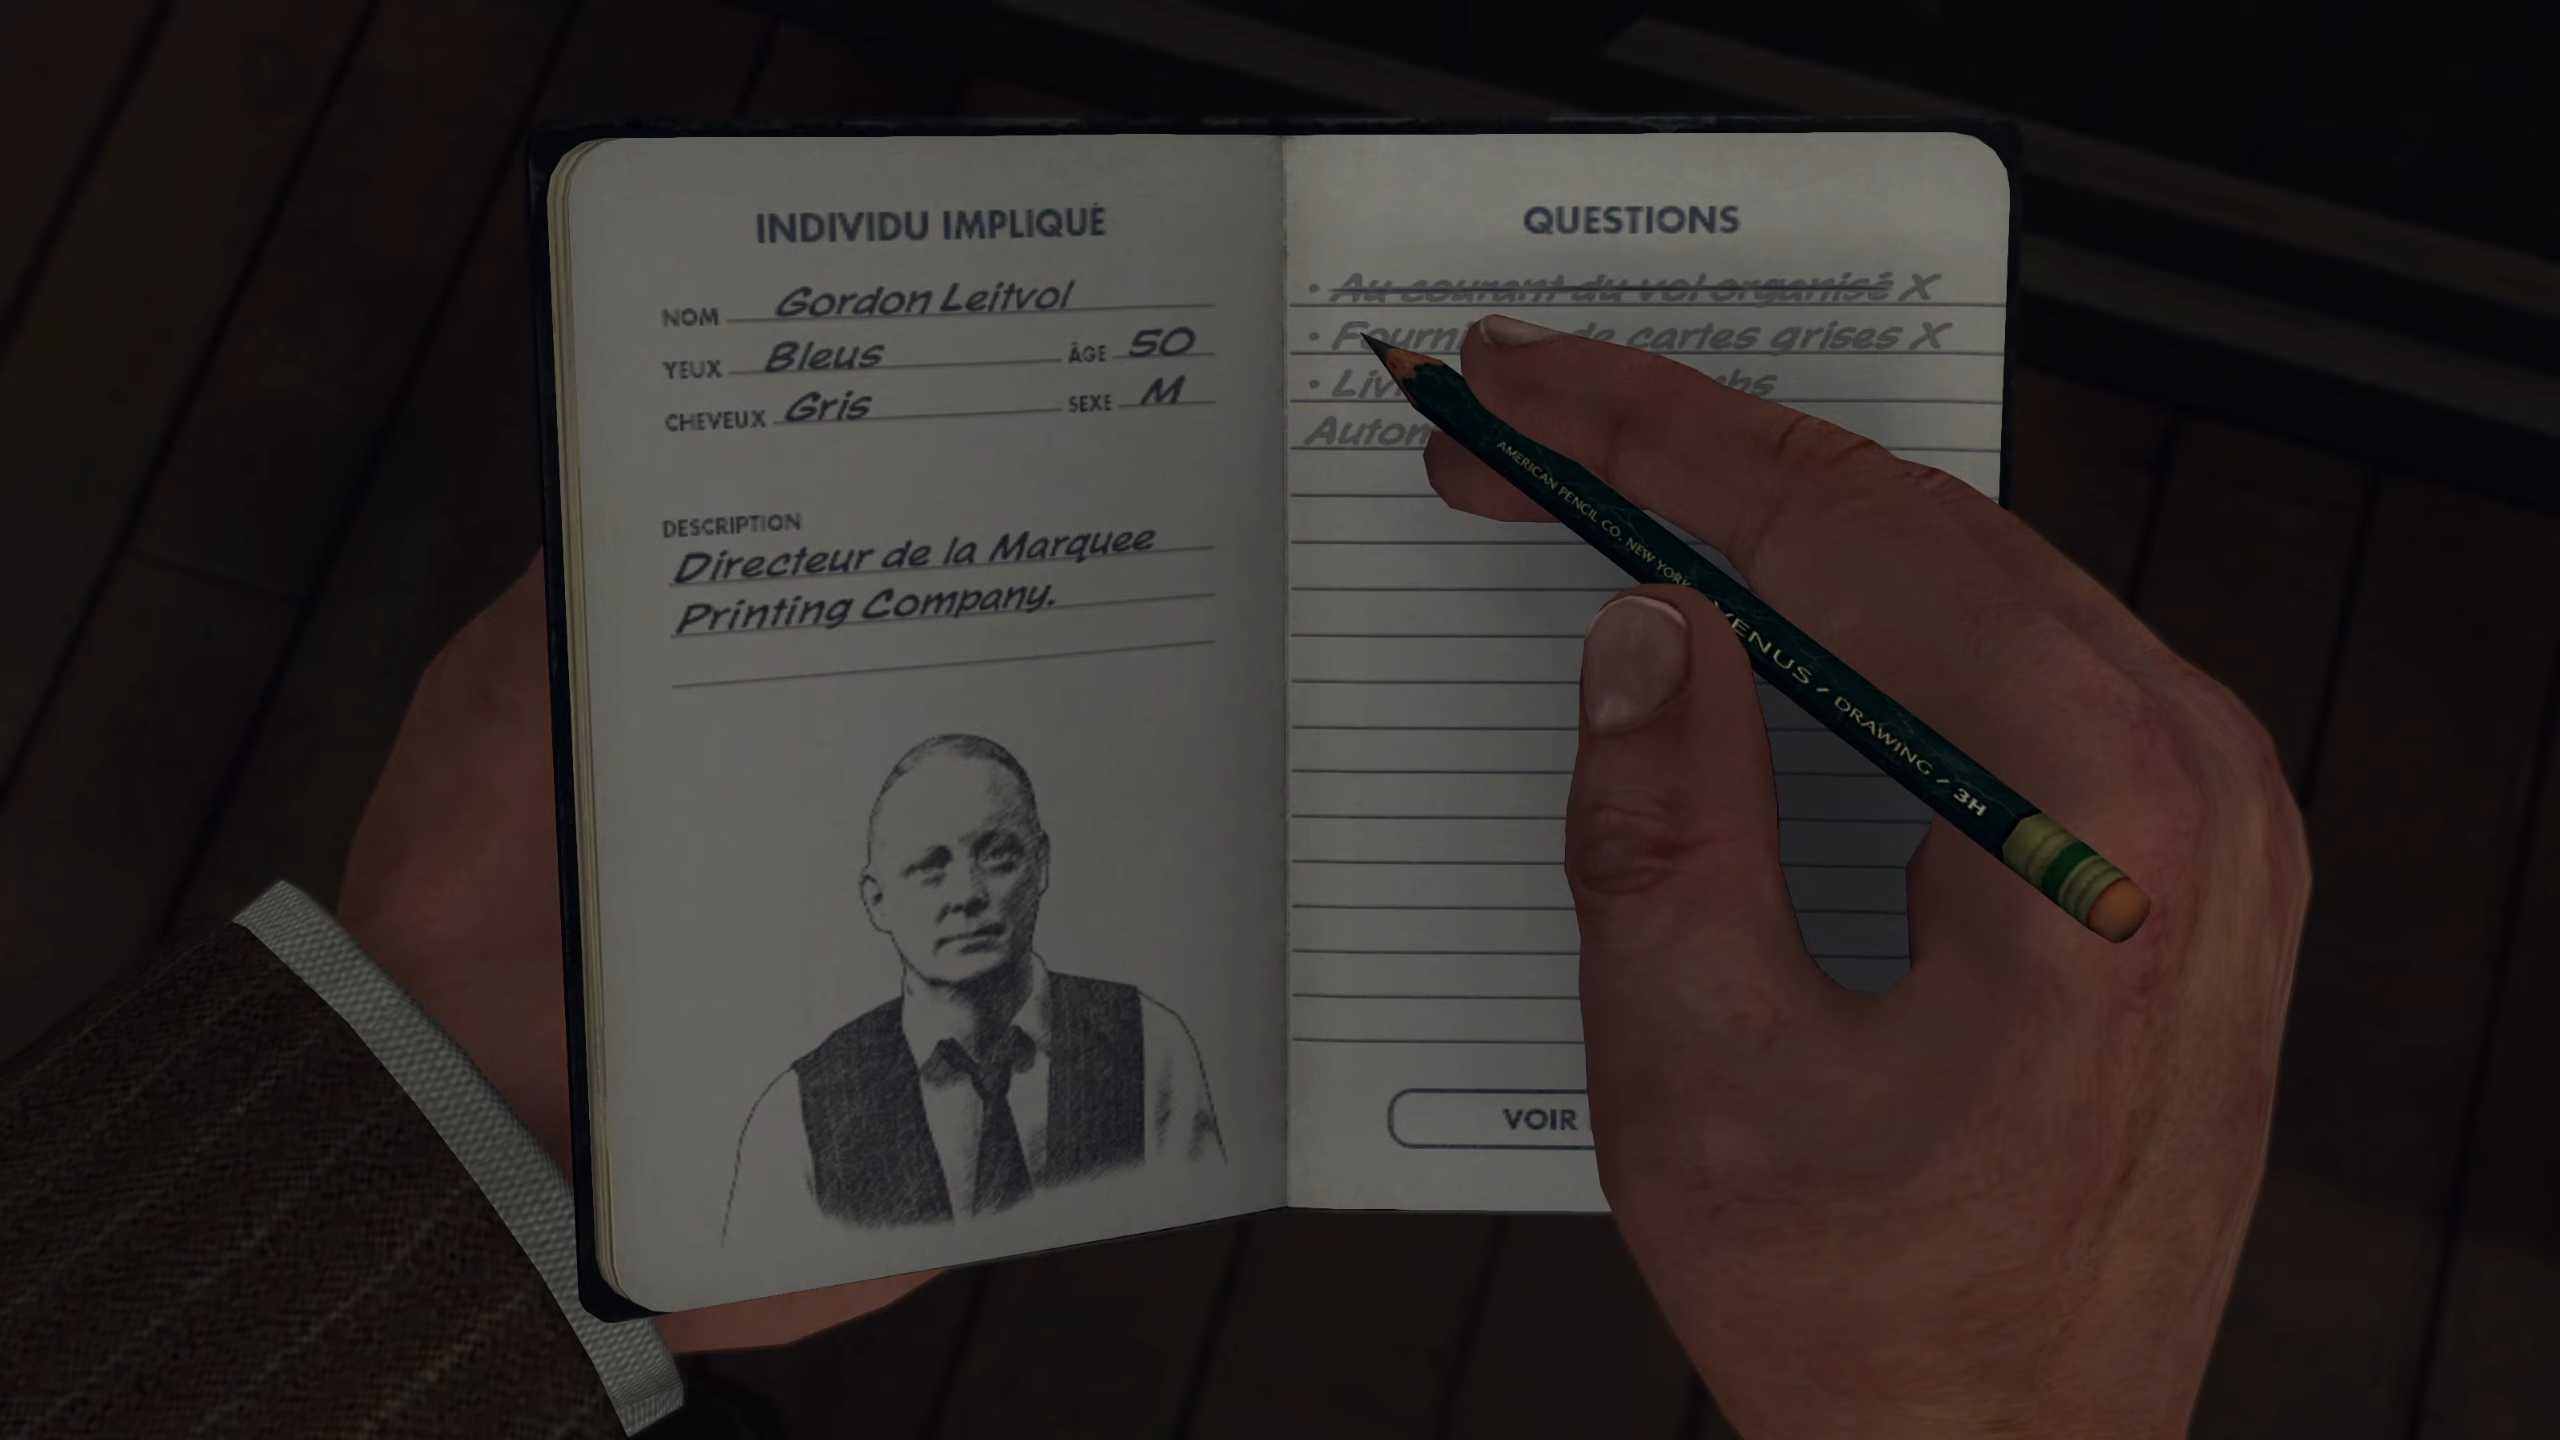 INDIVIDU IMPLIQUÉ
NOM Gordon Leitvol
YEUX Bleus ÂGE 50
CHEVEUX Gris SEXE M
DESCRIPTION
Directeur de la Marquee
Printing Company.
QUESTIONS
• Au courant du vol organisé X
• de cartes grises X
•
AMERICAN PENCIL CO. NEW-YORK
VENUS / DRAWING / 3H
VOIR